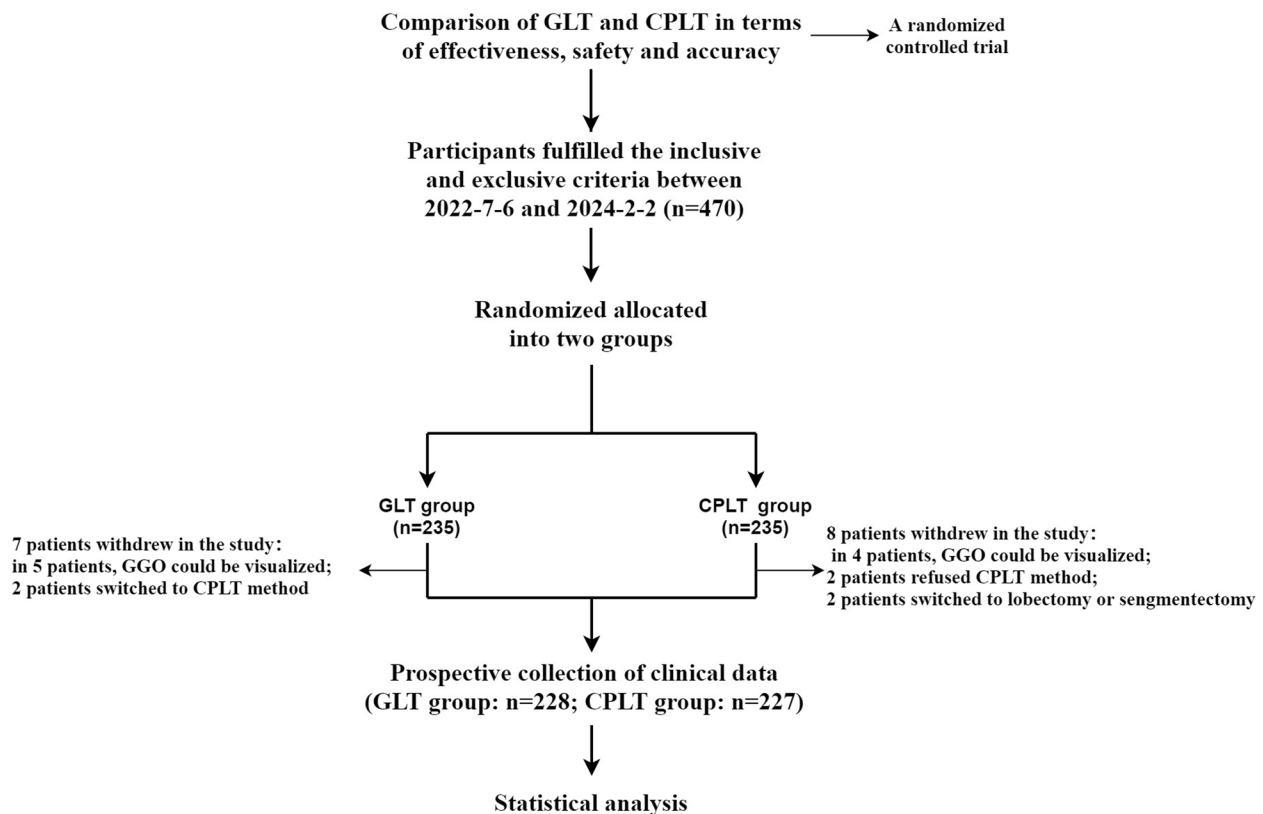 Comparison of GLT and CPLT in terms
of effectiveness, safety and accuracy
A randomized
controlled trial
Participants fulfilled the inclusive
and exclusive criteria between
2022-7-6 and 2024-2-2 (n=470)
Randomized allocated
into two groups
GLT group
(n=235)
CPLT group
(n=235)
7 patients withdrew in the study:
in 5 patients, GGO could be visualized;
2 patients switched to CPLT method
8 patients withdrew in the study:
in 4 patients, GGO could be visualized;
2 patients refused CPLT method;
2 patients switched to lobectomy or sengmentectomy
Prospective collection of clinical data
(GLT group: n=228; CPLT group: n=227)
Statistical analysis